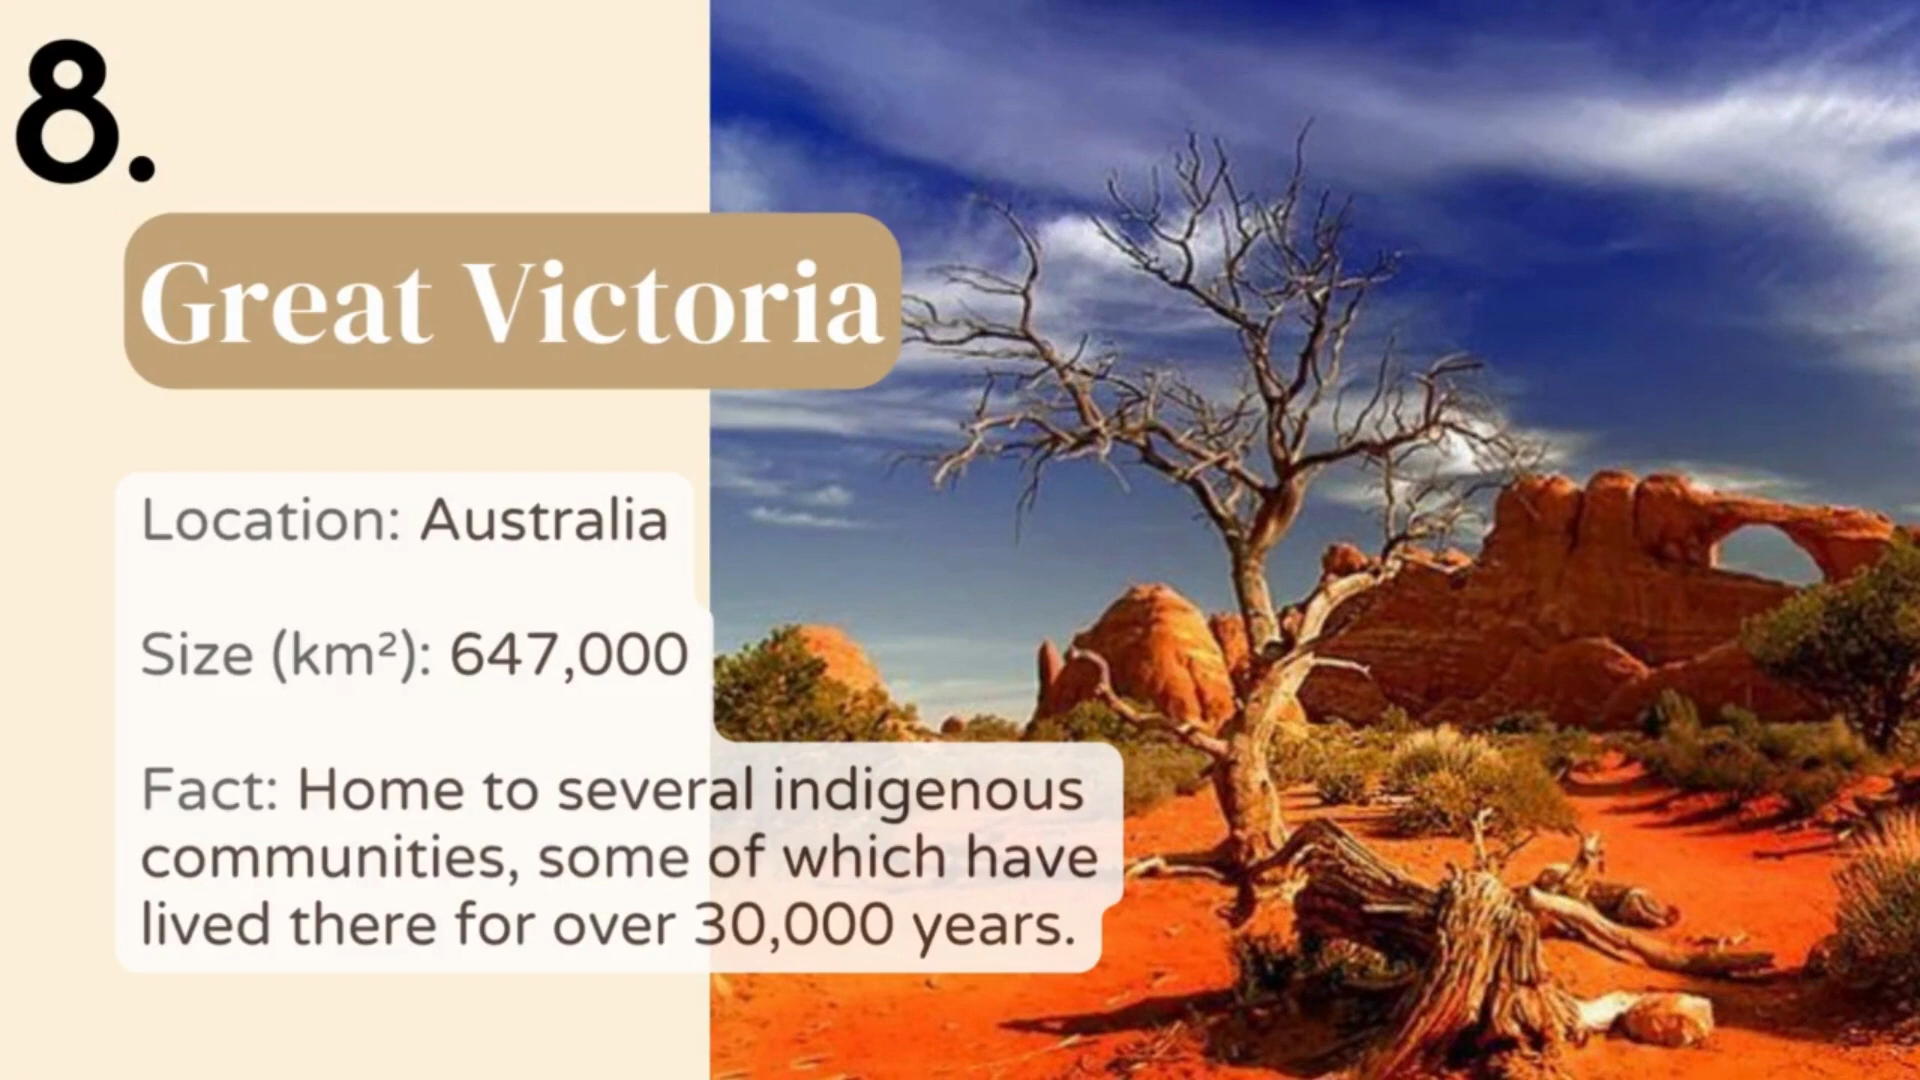 8.
Great Victoria
Location: Australia
Size (km²): 647,000
Fact: Home to several indigenous
communities, some of which have
lived there for over 30,000 years.